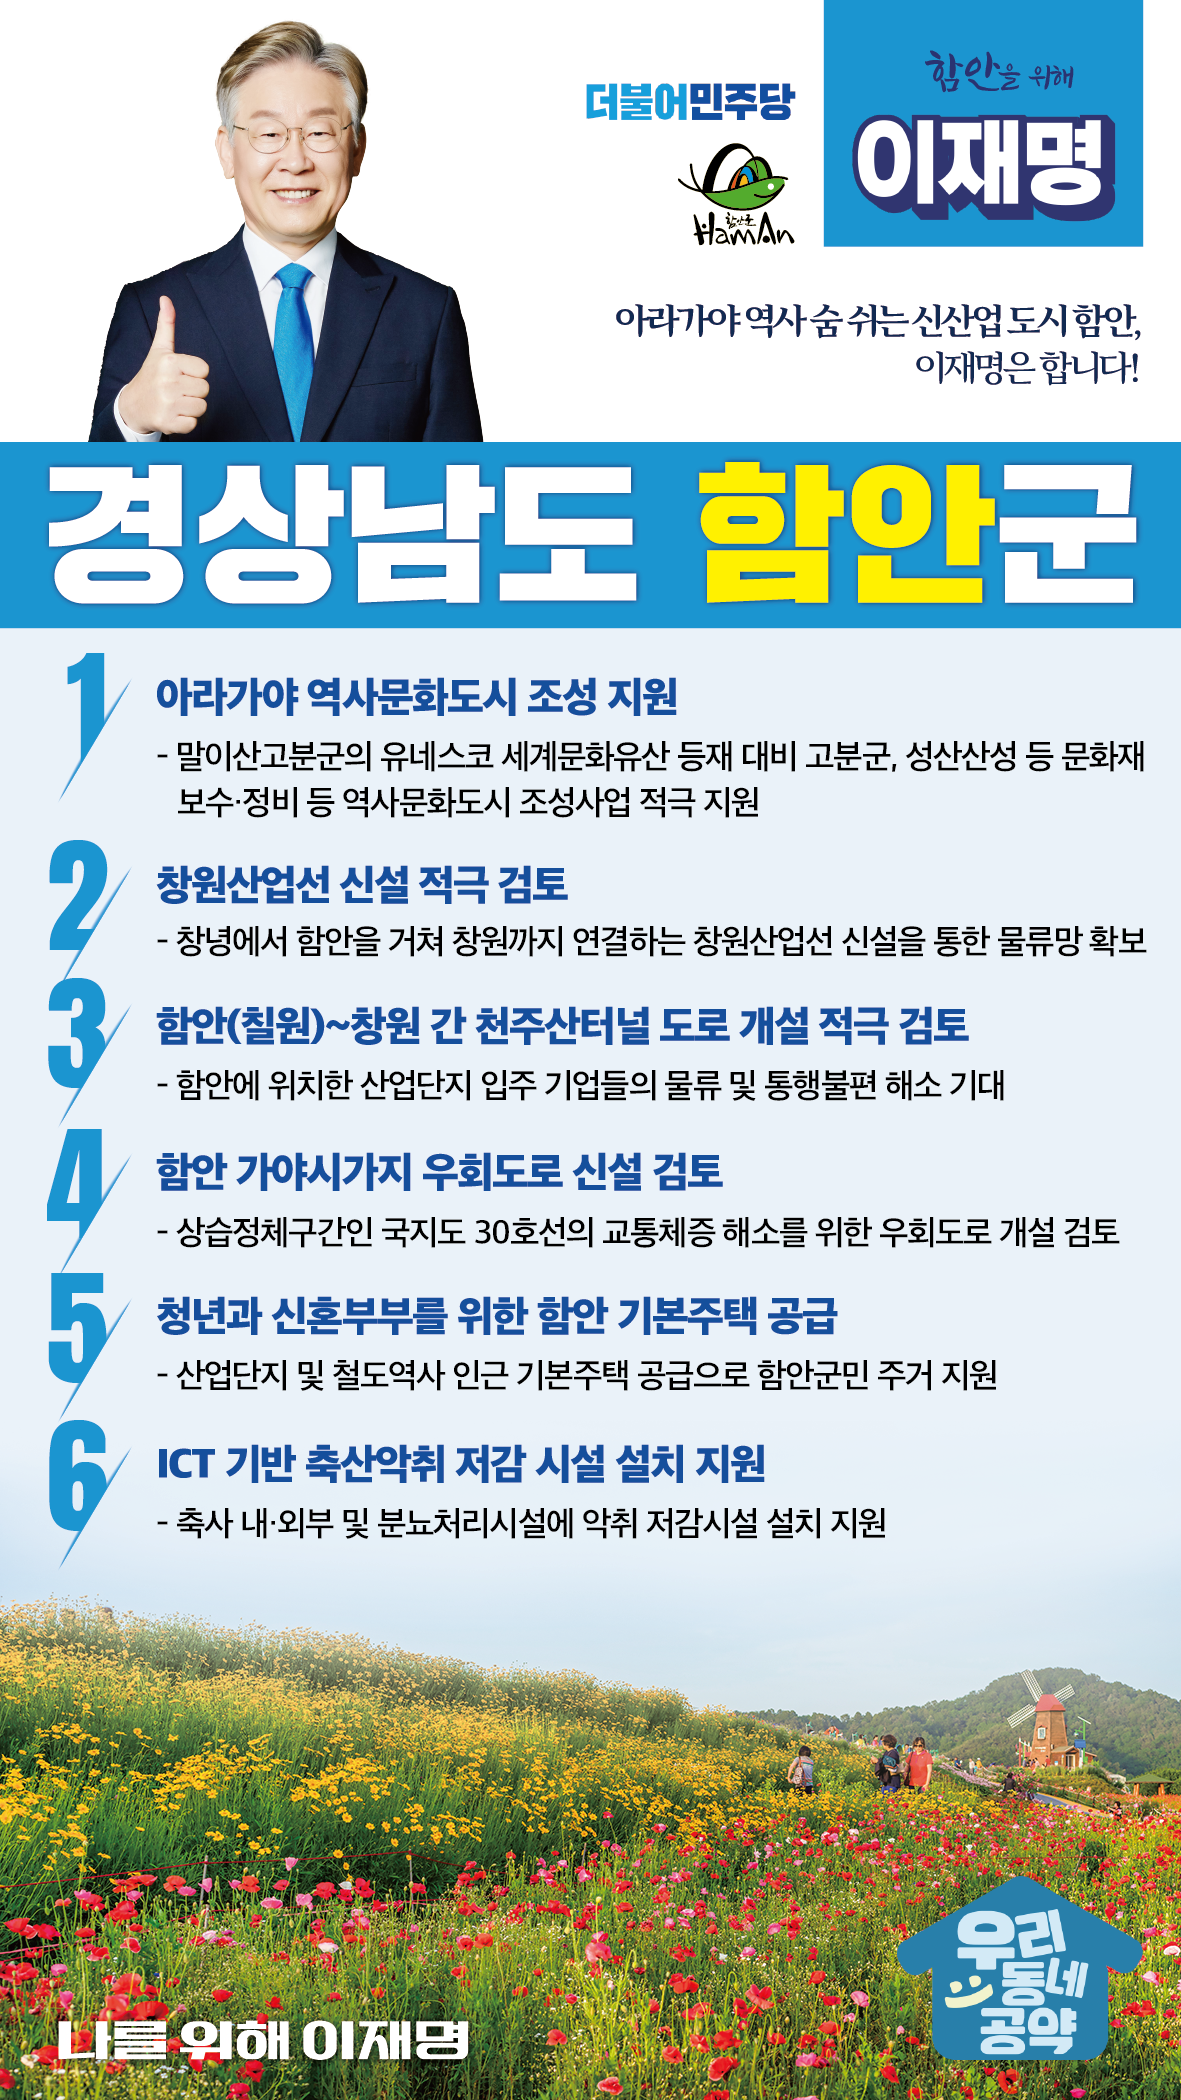 더불어민주당
함안군
HamAn
함안을 위해
이재명
아라가야 역사 숨 쉬는 신산업 도시 함안,
이재명은 합니다!
경상남도 함안군
1
아라가야 역사문화도시 조성 지원
- 말이산고분군의 유네스코 세계문화유산 등재 대비 고분군, 성산산성 등 문화재
보수·정비 등 역사문화도시 조성사업 적극 지원
2
창원산업선 신설 적극 검토
- 창녕에서 함안을 거쳐 창원까지 연결하는 창원산업선 신설을 통한 물류망 확보
3
함안(칠원)~창원 간 천주산터널 도로 개설 적극 검토
- 함안에 위치한 산업단지 입주 기업들의 물류 및 통행불편 해소 기대
4
함안 가야시가지 우회도로 신설 검토
- 상습정체구간인 국지도 30호선의 교통체증 해소를 위한 우회도로 개설 검토
5
청년과 신혼부부를 위한 함안 기본주택 공급
- 산업단지 및 철도역사 인근 기본주택 공급으로 함안군민 주거 지원
6
ICT 기반 축산악취 저감 시설 설치 지원
- 축사 내·외부 및 분뇨처리시설에 악취 저감시설 설치 지원
우리
동네
공약
나를 위해 이재명